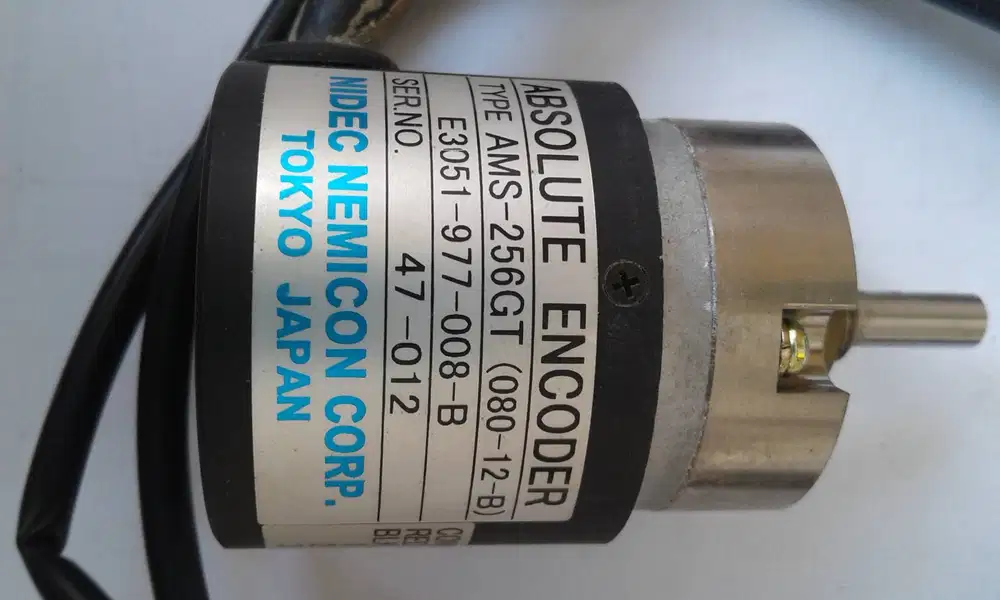 ABSOLUTE ENCODER
TYPE AMS-256GT (080-12-B)
E3051-977-008-B
SER.NO. 47-012
NIDEC NEMICON CORP.
TOKYO JAPAN